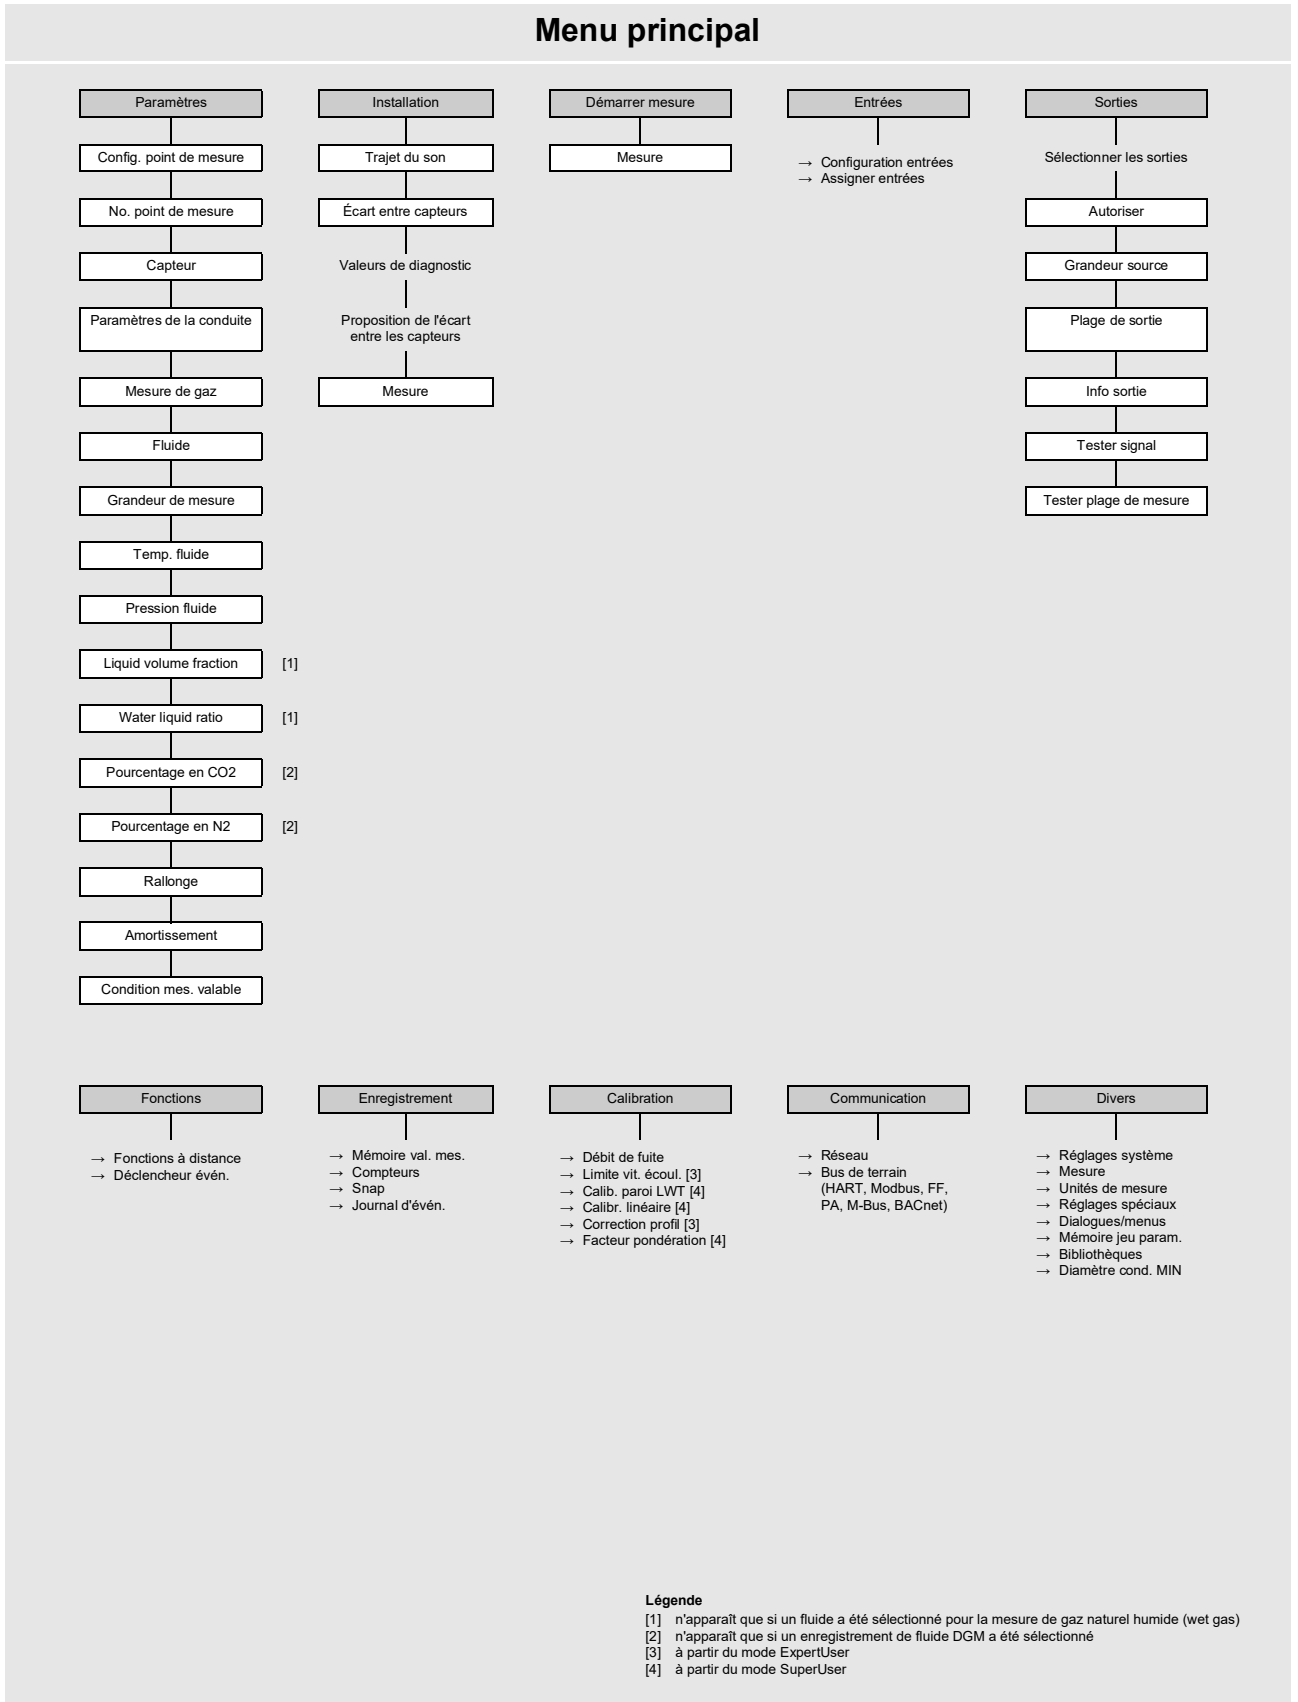 Menu principal
Paramètres
Config. point de mesure
No. point de mesure
Capteur
Paramètres de la conduite
Mesure de gaz
Fluide
Grandeur de mesure
Temp. fluide
Pression fluide
Liquid volume fraction [1]
Water liquid ratio [1]
Pourcentage en CO2 [2]
Pourcentage en N2 [2]
Rallonge
Amortissement
Condition mes. valable
Installation
Trajet du son
Écart entre capteurs
Valeurs de diagnostic
Proposition de l'écart
entre les capteurs
Mesure
Démarrer mesure
Mesure
Entrées
→ Configuration entrées
→ Assigner entrées
Sorties
Sélectionner les sorties
Autoriser
Grandeur source
Plage de sortie
Info sortie
Tester signal
Tester plage de mesure
Fonctions
→ Fonctions à distance
→ Déclencheur évén.
Enregistrement
→ Mémoire val. mes.
→ Compteurs
→ Snap
→ Journal d'évén.
Calibration
→ Débit de fuite
→ Limite vit. écoul. [3]
→ Calib. paroi LWT [4]
→ Calibr. linéaire [4]
→ Correction profil [3]
→ Facteur pondération [4]
Communication
→ Réseau
→ Bus de terrain
(HART, Modbus, FF,
PA, M-Bus, BACnet)
Divers
→ Réglages système
→ Mesure
→ Unités de mesure
→ Réglages spéciaux
→ Dialogues/menus
→ Mémoire jeu param.
→ Bibliothèques
→ Diamètre cond. MIN
Légende
[1] n'apparaît que si un fluide a été sélectionné pour la mesure de gaz naturel humide (wet gas)
[2] n'apparaît que si un enregistrement de fluide DGM a été sélectionné
[3] à partir du mode ExpertUser
[4] à partir du mode SuperUser